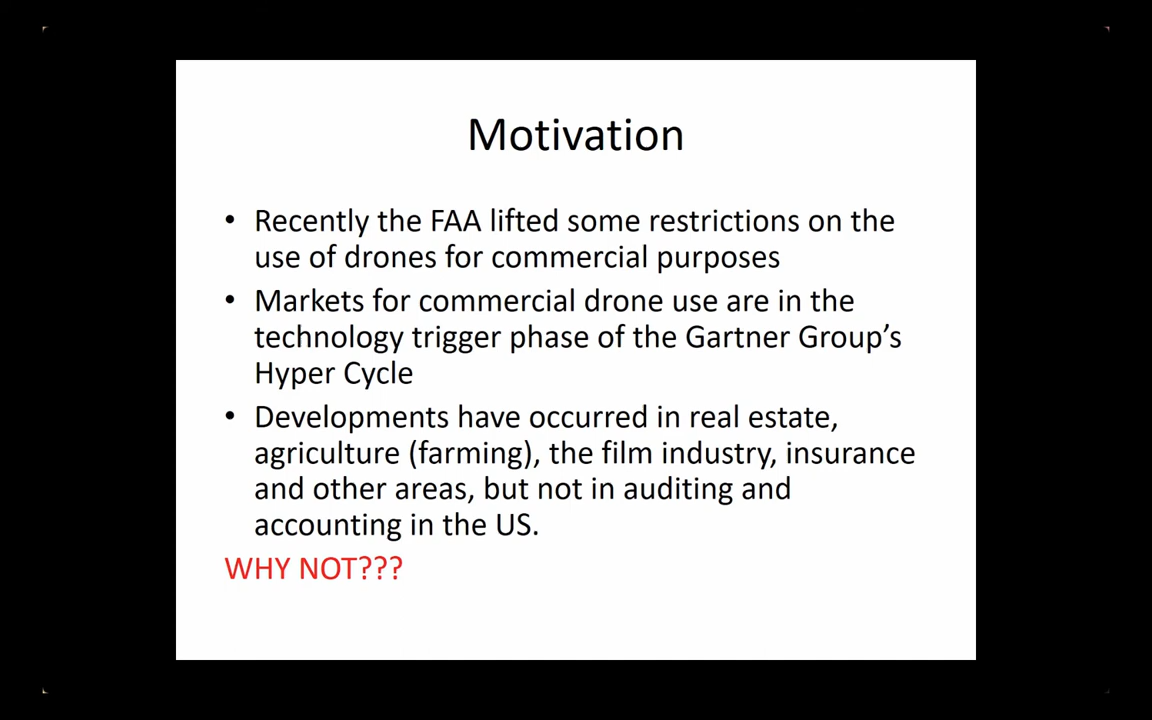 Motivation
• Recently the FAA lifted some restrictions on the
use of drones for commercial purposes
• Markets for commercial drone use are in the
technology trigger phase of the Gartner Group’s
Hyper Cycle
• Developments have occurred in real estate,
agriculture (farming), the film industry, insurance
and other areas, but not in auditing and
accounting in the US.
WHY NOT???